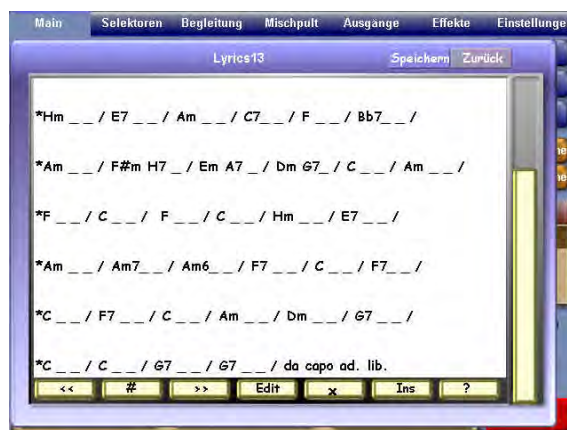 Main Selektoren Begleitung Mischpult Ausgange Effekte Einstellunge
Lyrics13 Speichern Zurück
*Hm _ _ / E7 _ _ / Am _ _ / C7_ _ / F _ _ / Bb7_ _ /
*Am _ _ / F#m H7 _ / Em A7 _ / Dm G7_ / C _ _ / Am _ _ /
*F _ _ / C _ _ / F _ _ / C _ _ / Hm _ _ / E7 _ _ /
*Am _ _ / Am7_ _ / Am6_ _ / F7 _ _ / C _ _ / F7_ _ /
*C _ _ / F7 _ _ / C _ _ / Am _ _ / Dm _ _ / G7 _ _ /
*C _ _ / C _ _ / G7 _ _ / G7 _ _ / da capo ad. lib.
<< # >> Edit x Ins ?